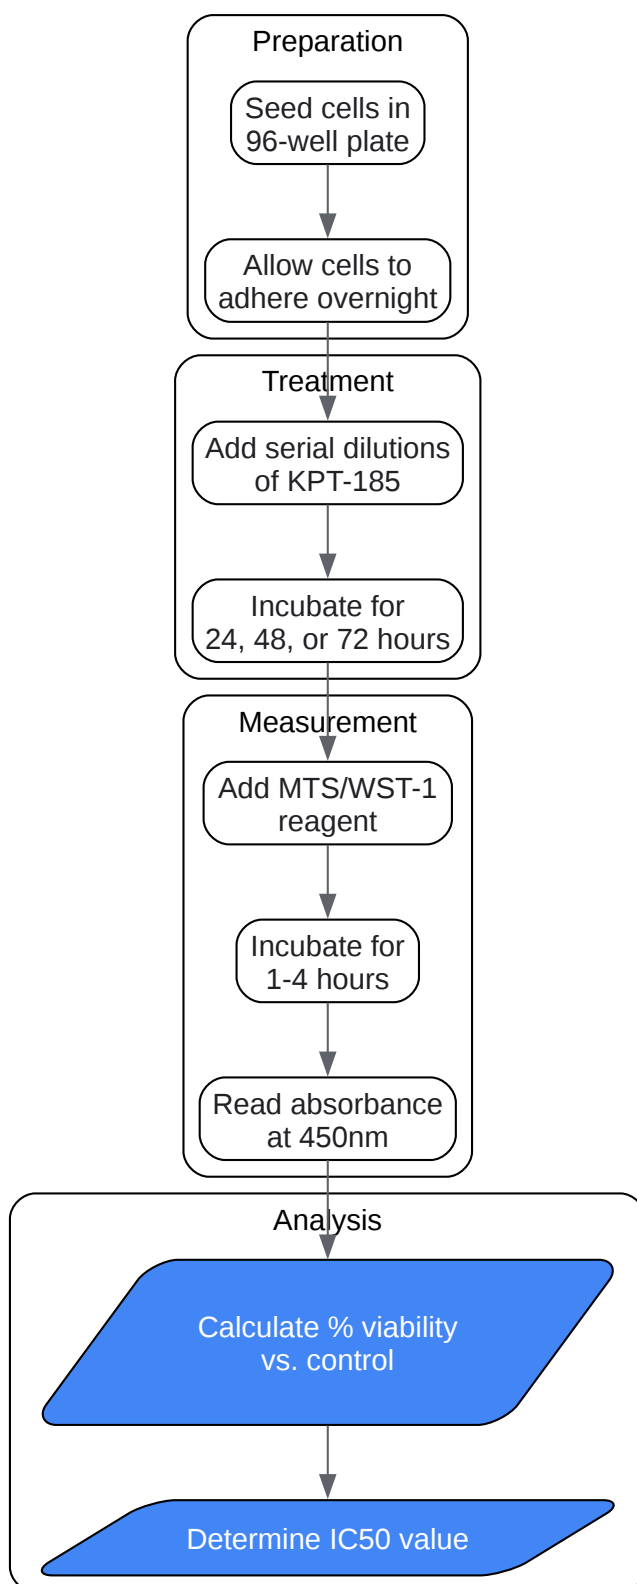 Preparation
Seed cells in
96-well plate
Allow cells to
adhere overnight
Treatment
Add serial dilutions
of KPT-185
Incubate for
24, 48, or 72 hours
Measurement
Add MTS/WST-1
reagent
Incubate for
1-4 hours
Read absorbance
at 450nm
Analysis
Calculate % viability
vs. control
Determine IC50 value